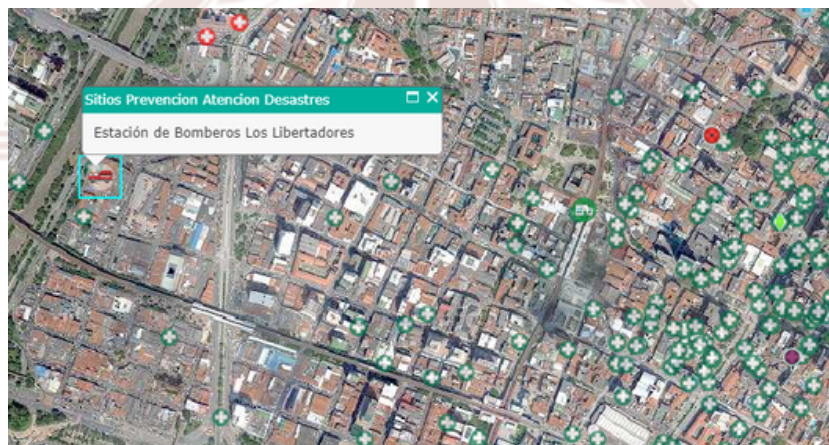 Sitios Prevencion Atencion Desastres
Estación de Bomberos Los Libertadores